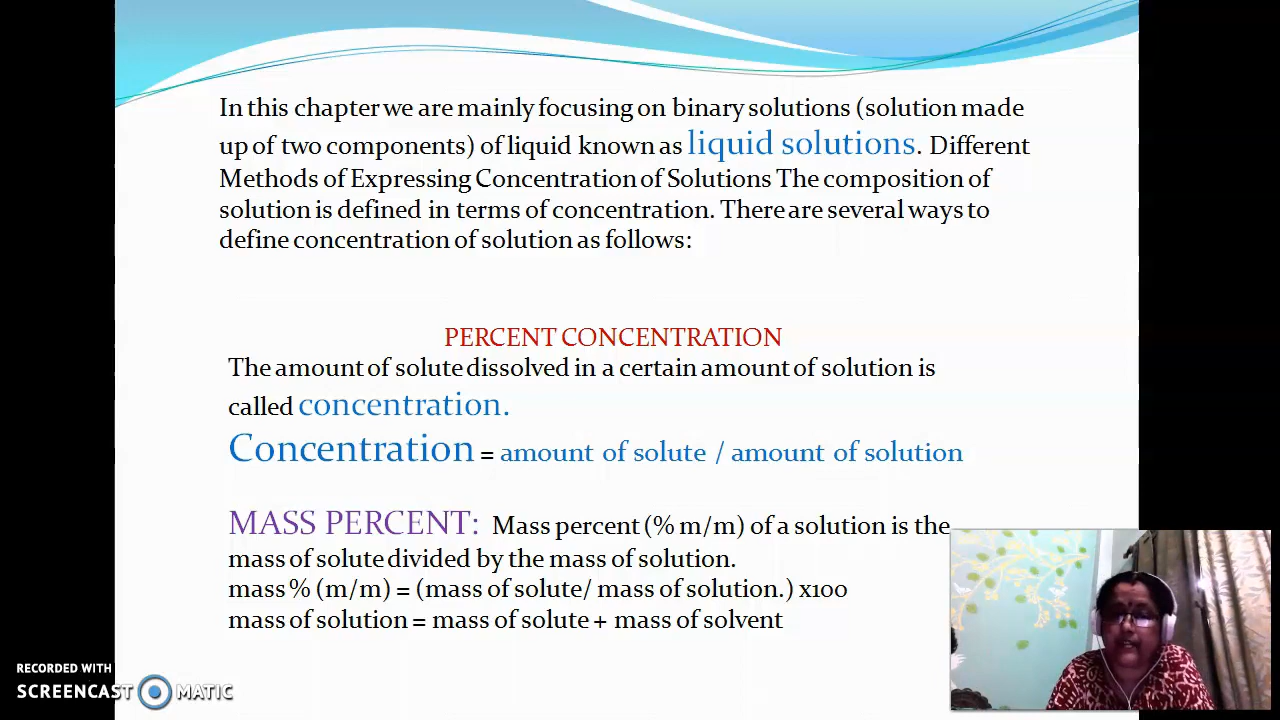 In this chapter we are mainly focusing on binary solutions (solution made
up of two components) of liquid known as liquid solutions. Different
Methods of Expressing Concentration of Solutions The composition of
solution is defined in terms of concentration. There are several ways to
define concentration of solution as follows:
PERCENT CONCENTRATION
The amount of solute dissolved in a certain amount of solution is
called concentration.
Concentration = amount of solute / amount of solution
MASS PERCENT: Mass percent (% m/m) of a solution is the
mass of solute divided by the mass of solution.
mass % (m/m) = (mass of solute/ mass of solution.) x100
mass of solution = mass of solute + mass of solvent
RECORDED WITH
SCREENCAST MATIC